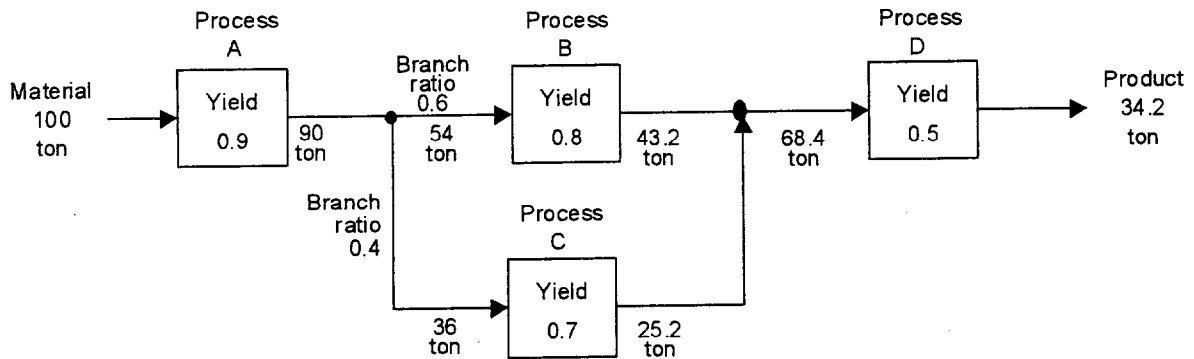 Material
100
ton
Process
A
Yield
0.9
90
ton
Branch
ratio
0.6
54
ton
Process
B
Yield
0.8
43.2
ton
Branch
ratio
0.4
36
ton
Process
C
Yield
0.7
25.2
ton
68.4
ton
Process
D
Yield
0.5
Product
34.2
ton